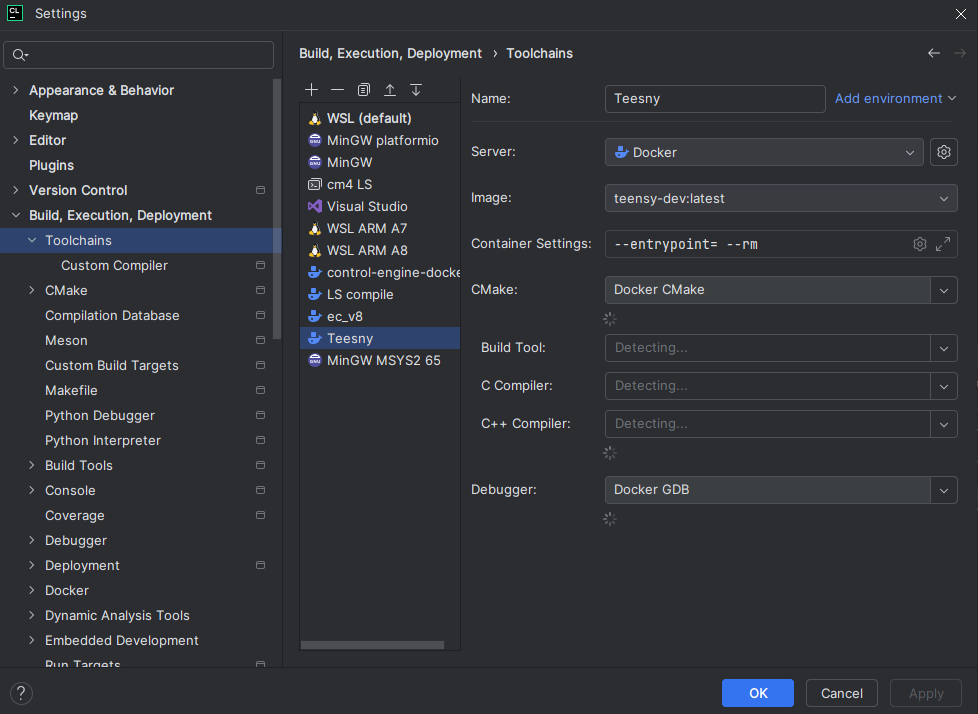 CL Settings
Appearance & Behavior
Keymap
Editor
Plugins
Version Control
Build, Execution, Deployment
Toolchains
Custom Compiler
CMake
Compilation Database
Meson
Custom Build Targets
Makefile
Python Debugger
Python Interpreter
Build Tools
Console
Coverage
Debugger
Deployment
Docker
Dynamic Analysis Tools
Embedded Development
Run Targets
Build, Execution, Deployment › Toolchains
WSL (default)
MinGW platformio
MinGW
cm4 LS
Visual Studio
WSL ARM A7
WSL ARM A8
control-engine-docke
LS compile
ec_v8
Teesny
MinGW MSYS2 65
Name: Teesny Add environment
Server: Docker
Image: teensy-dev:latest
Container Settings: --entrypoint= --rm
CMake: Docker CMake
Build Tool: Detecting...
C Compiler: Detecting...
C++ Compiler: Detecting...
Debugger: Docker GDB
? OK Cancel Apply